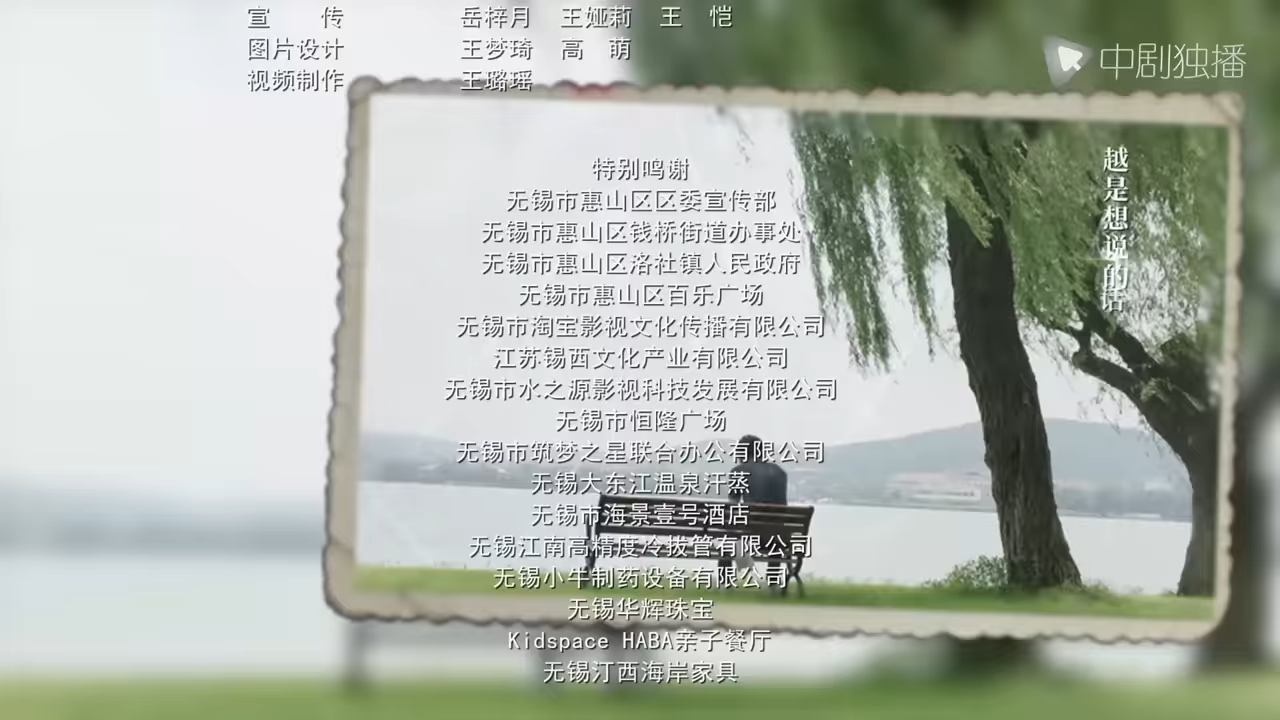 宣 传 岳梓月 王娅莉 王 恺
图片设计 王梦琦 高 萌
视频制作 王璐瑶
中剧独播
特别鸣谢
无锡市惠山区区委宣传部
无锡市惠山区钱桥街道办事处
无锡市惠山区洛社镇人民政府
无锡市惠山区百乐广场
无锡市淘宝影视文化传播有限公司
江苏锡西文化产业有限公司
无锡市水之源影视科技发展有限公司
无锡市恒隆广场
无锡市筑梦之星联合办公有限公司
无锡大东江温泉汗蒸
无锡市海景壹号酒店
无锡江南高精度冷拔管有限公司
无锡小牛制药设备有限公司
无锡华辉珠宝
Kidspace HABA亲子餐厅
无锡汀西海岸家具
越是想说的话